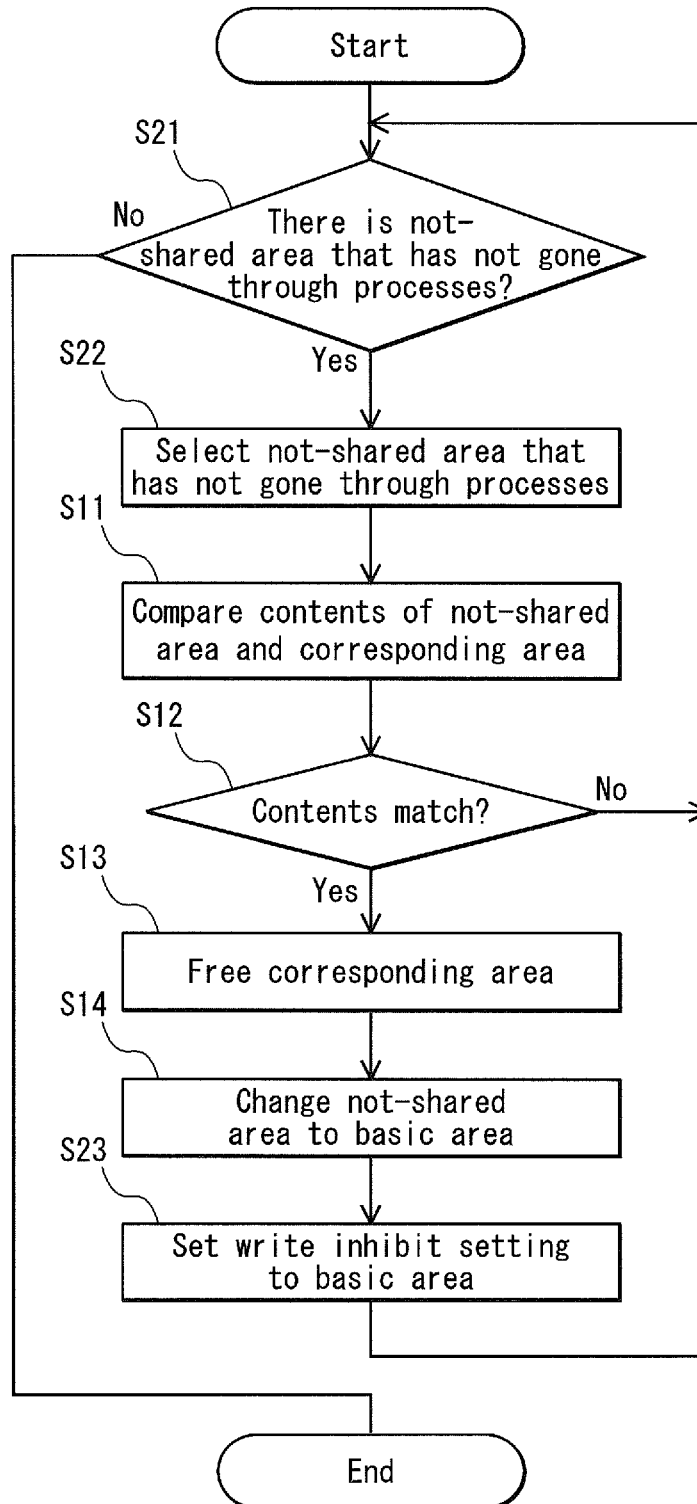 Start
S21
No
There is not-
shared area that has not gone
through processes?
Yes
S22
Select not-shared area that
has not gone through processes
S11
Compare contents of not-shared
area and corresponding area
S12
Contents match?
No
Yes
S13
Free corresponding area
S14
Change not-shared
area to basic area
S23
Set write inhibit setting
to basic area
End